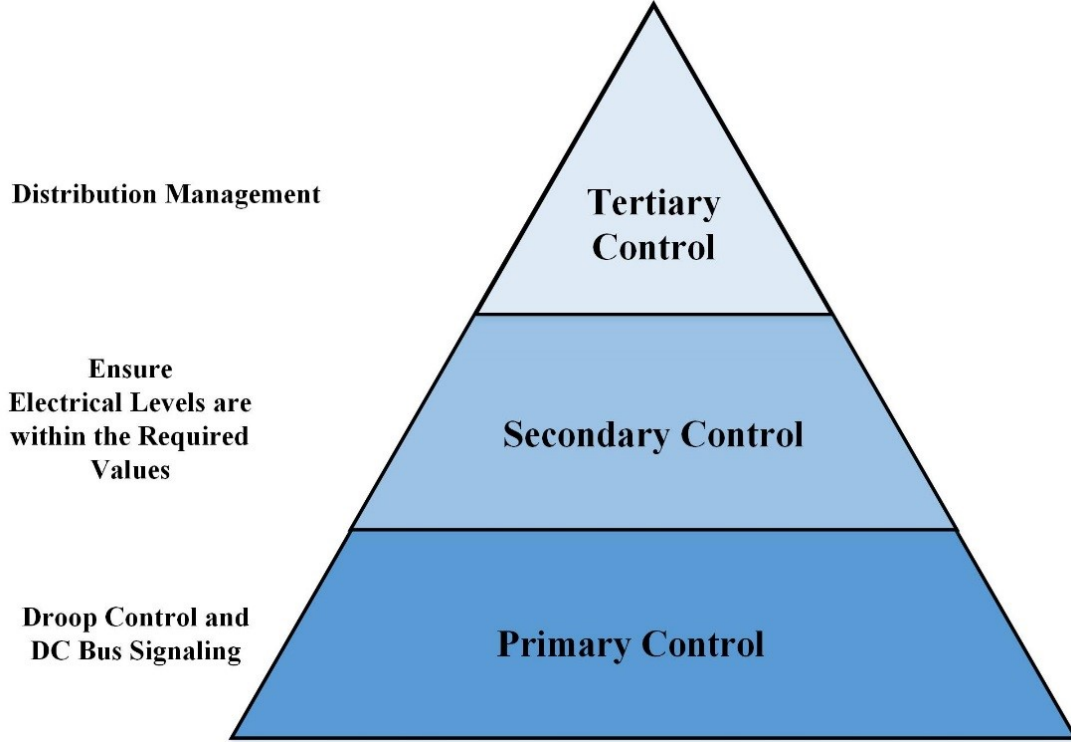 Distribution Management
Tertiary
Control
Ensure
Electrical Levels are
within the Required
Values
Secondary Control
Droop Control and
DC Bus Signaling
Primary Control